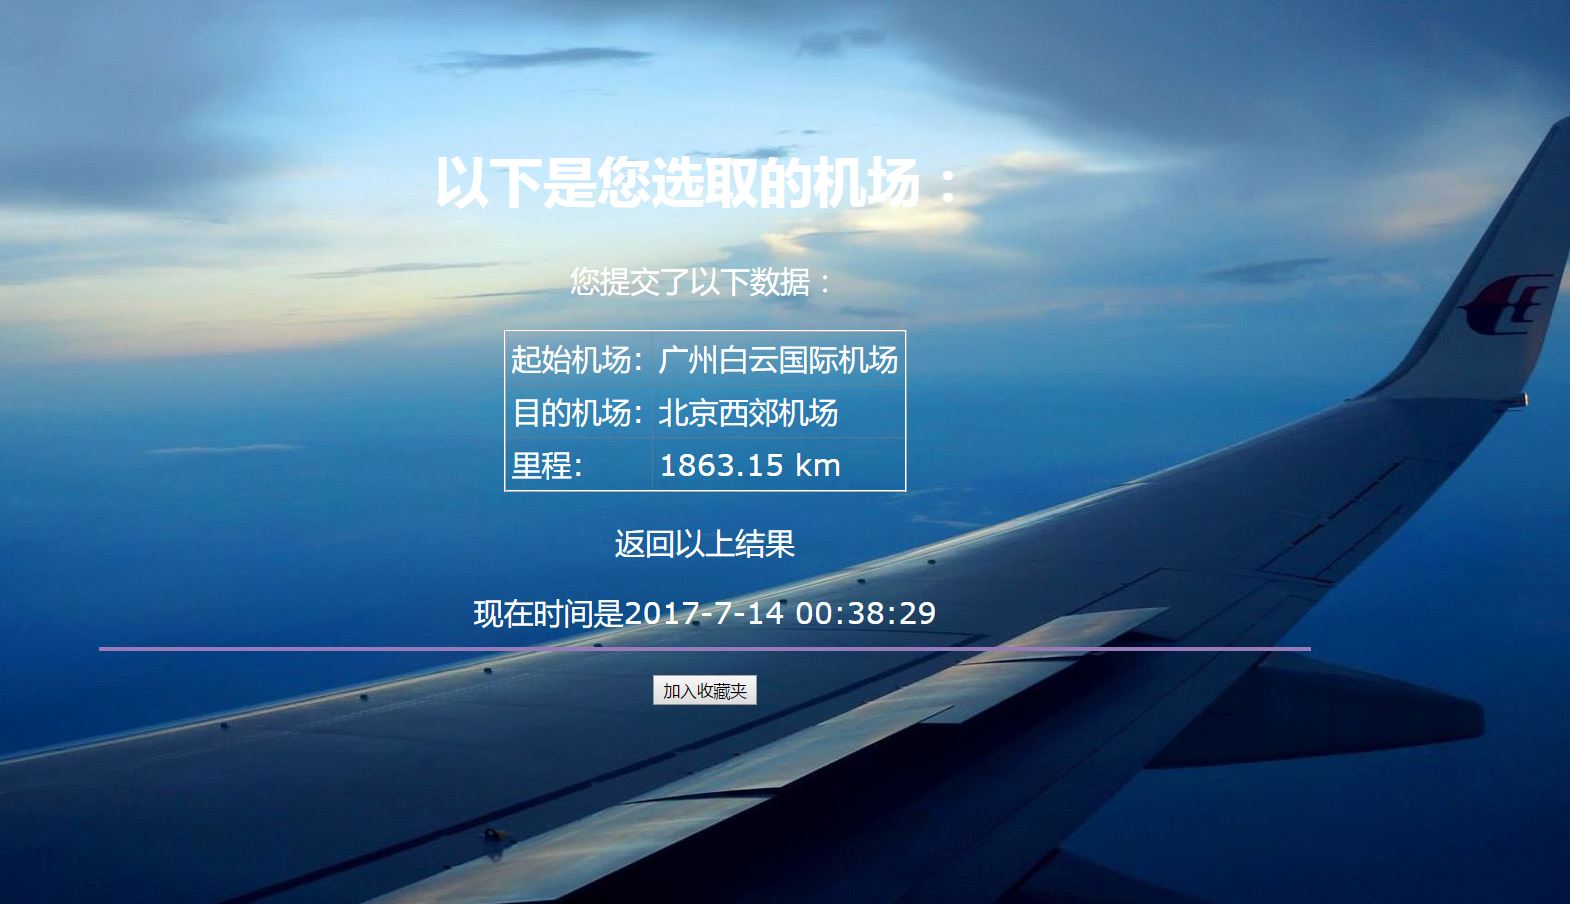 以下是您选取的机场：
您提交了以下数据：
起始机场: 广州白云国际机场
目的机场: 北京西郊机场
里程: 1863.15 km
返回以上结果
现在时间是2017-7-14 00:38:29
加入收藏夹